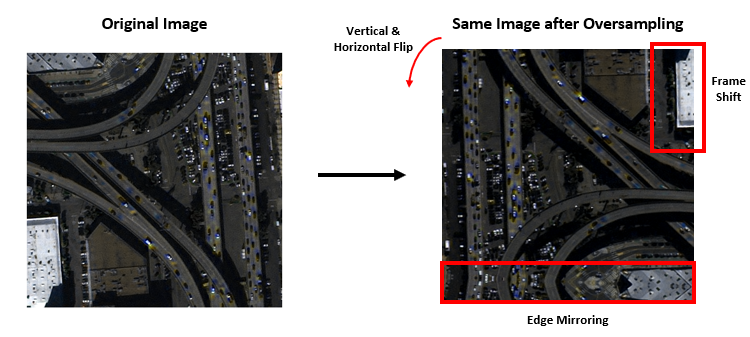 Original Image
Vertical &
Horizontal Flip
Same Image after Oversampling
Frame
Shift
Edge Mirroring